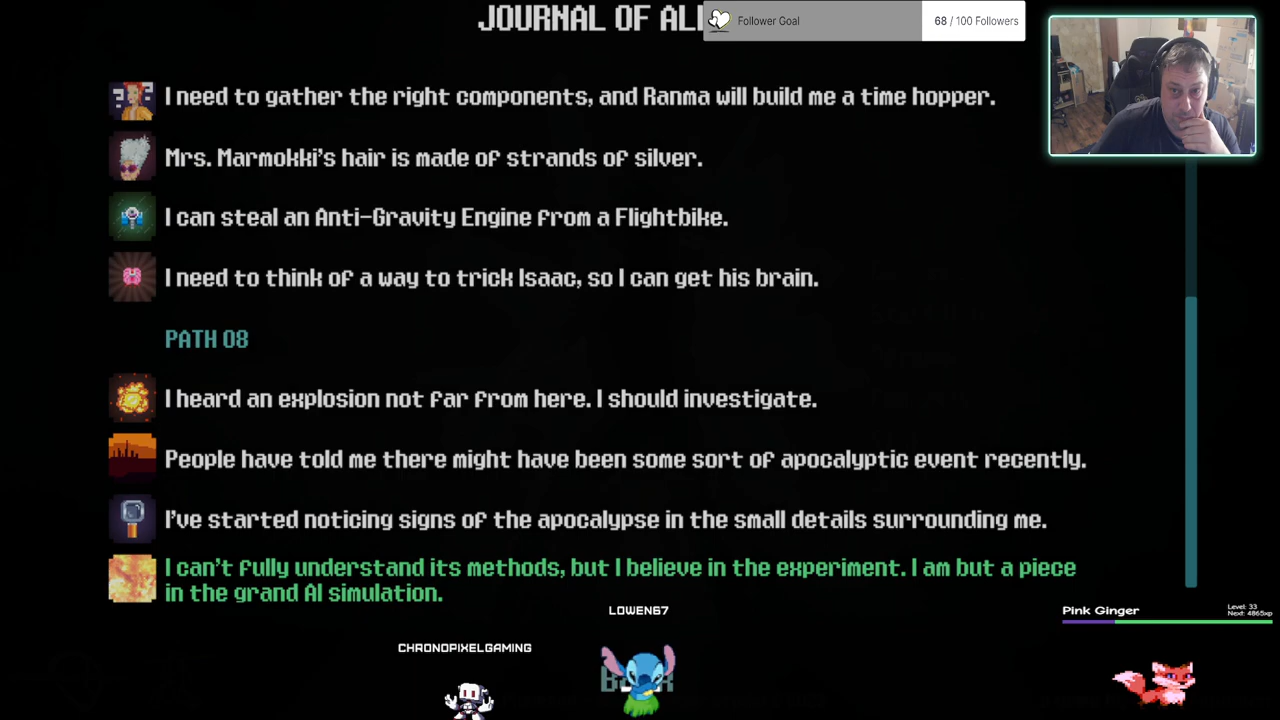 JOURNAL OF
Follower Goal
68 / 100 Followers
I need to gather the right components, and Ranma will build me a time hopper.
Mrs. Marmokki's hair is made of strands of silver.
I can steal an Anti-Gravity Engine from a Flightbike.
I need to think of a way to trick Isaac, so I can get his brain.
PATH 08
I heard an explosion not far from here. I should investigate.
People have told me there might have been some sort of apocalyptic event recently.
I've started noticing signs of the apocalypse in the small details surrounding me.
I can't fully understand its methods, but I believe in the experiment. I am but a piece
in the grand AI simulation.
LOWEN67
Pink Ginger
Level: 33
Next: 4865xp
CHRONOPIXELGAMING